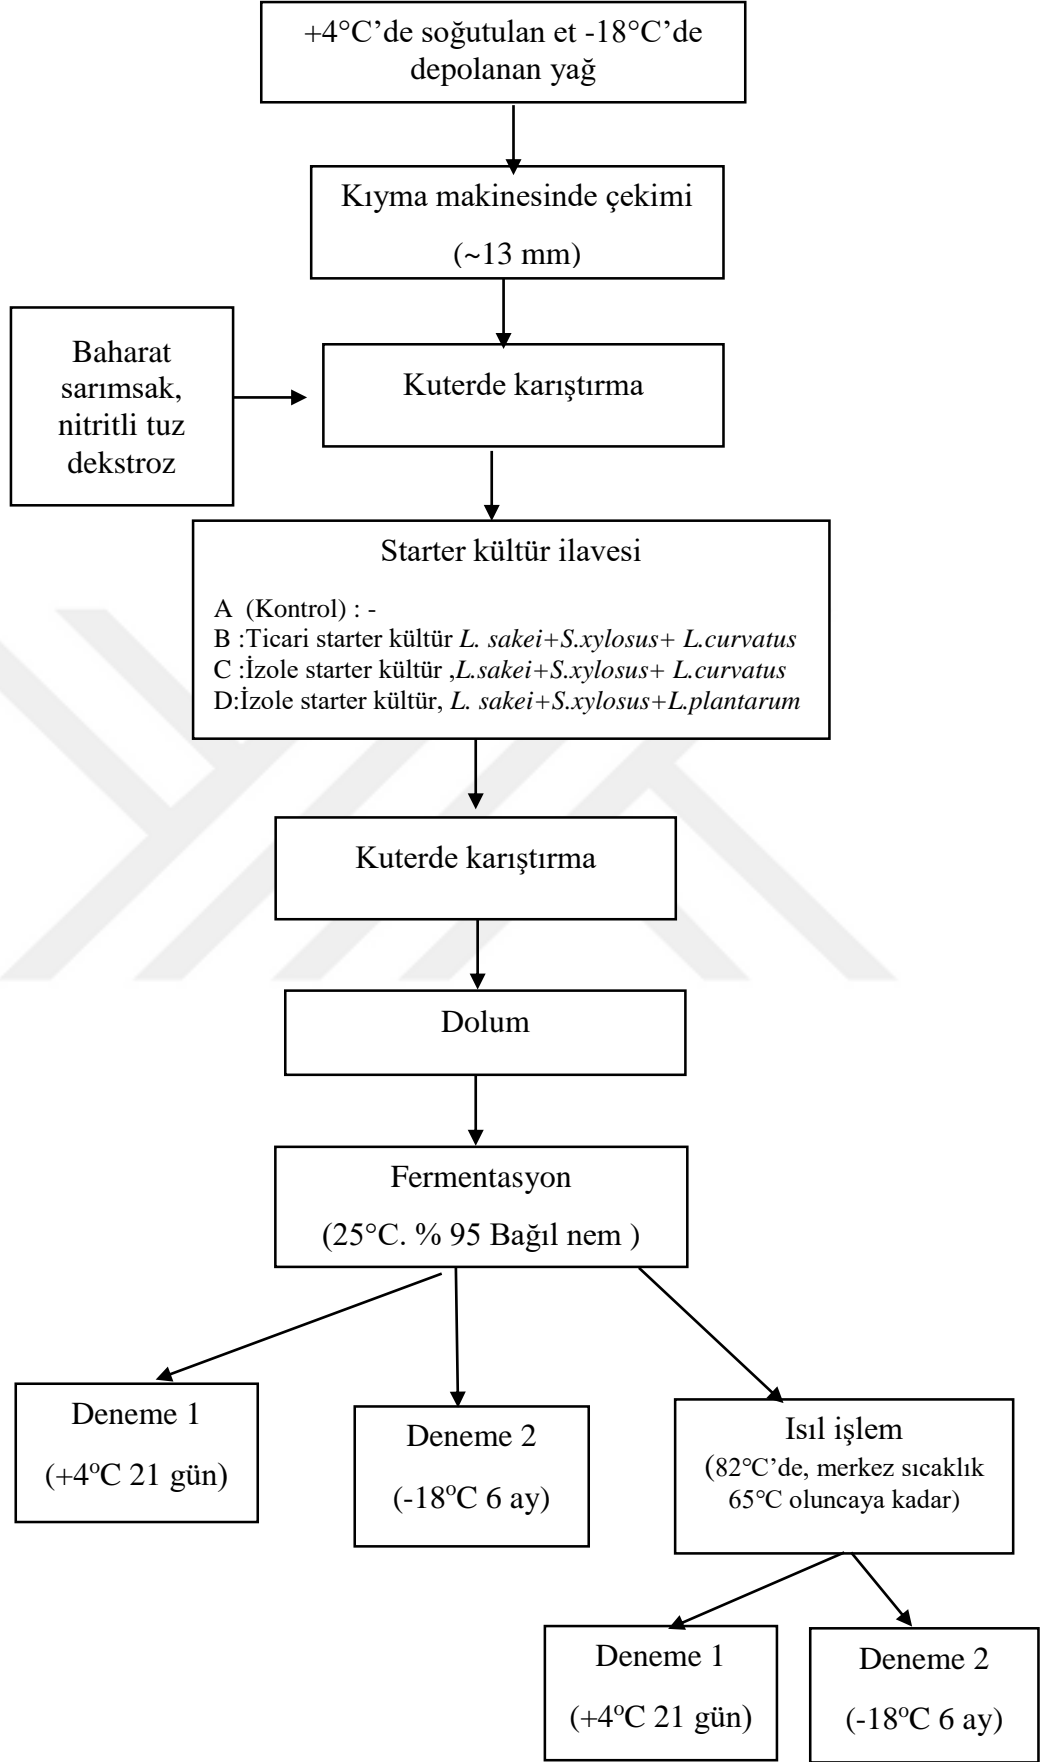 +4°C’de soğutulan et -18°C’de
depolanan yağ
Kıyma makinesinde çekimi
(~13 mm)
Baharat
sarımsak,
nitritli tuz
dekstroz
Kuterde karıştırma
Starter kültür ilavesi
A (Kontrol) : -
B :Ticari starter kültür L. sakei+S.xylosus+ L.curvatus
C :İzole starter kültür ,L.sakei+S.xylosus+ L.curvatus
D:İzole starter kültür, L. sakei+S.xylosus+L.plantarum
Kuterde karıştırma
Dolum
Fermentasyon
(25°C. % 95 Bağıl nem )
Deneme 1
(+4°C 21 gün)
Deneme 2
(-18°C 6 ay)
Isıl işlem
(82°C’de, merkez sıcaklık
65°C oluncaya kadar)
Deneme 1
(+4°C 21 gün)
Deneme 2
(-18°C 6 ay)